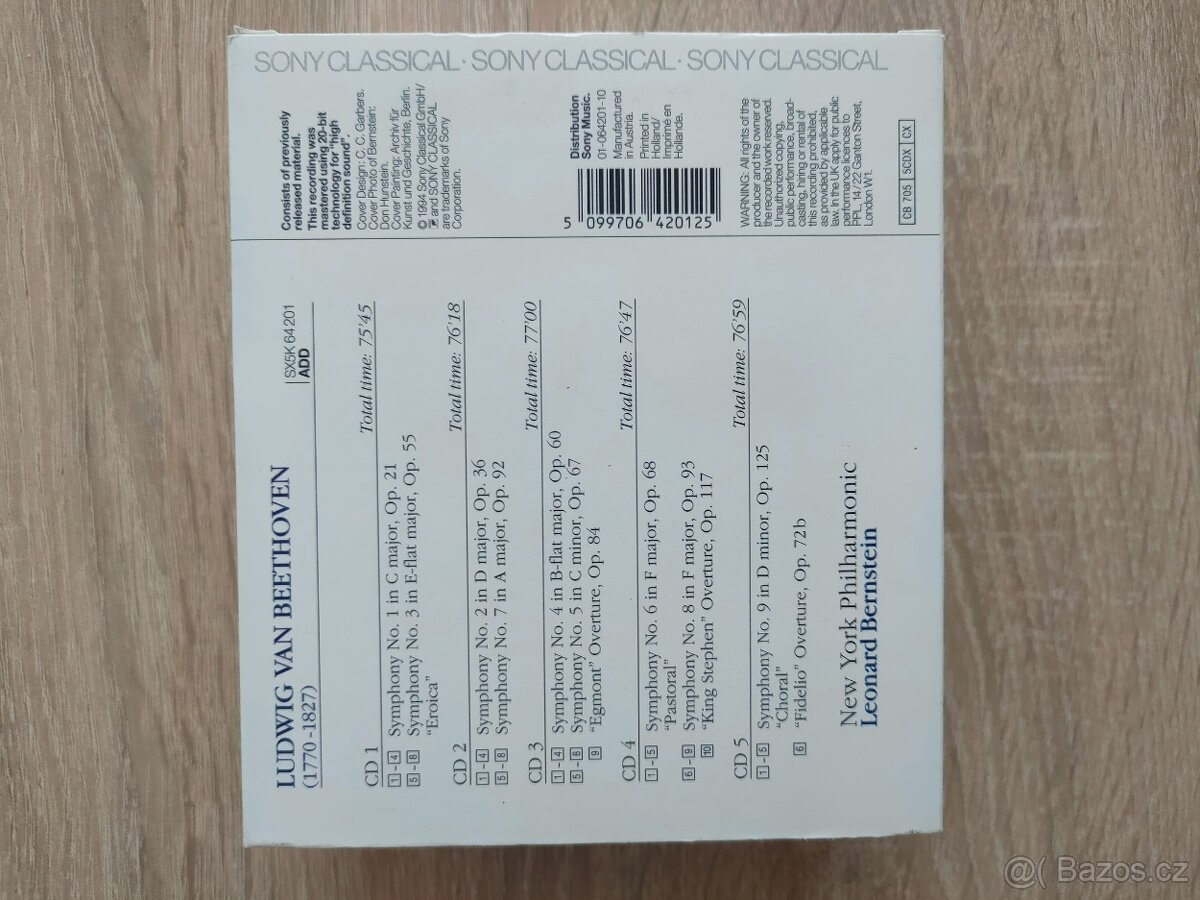 SONY CLASSICAL · SONY CLASSICAL · SONY CLASSICAL
LUDWIG VAN BEETHOVEN
(1770-1827)
SX5K 64201
ADD
CD 1
Total time: 75'45
1-4 Symphony No. 1 in C major, Op. 21
5-8 Symphony No. 3 in E-flat major, Op. 55
"Eroica"
CD 2
Total time: 76'18
1-4 Symphony No. 2 in D major, Op. 36
5-8 Symphony No. 7 in A major, Op. 92
CD 3
Total time: 77'00
1-4 Symphony No. 4 in B-flat major, Op. 60
5-8 Symphony No. 5 in C minor, Op. 67
9 "Egmont" Overture, Op. 84
CD 4
Total time: 76'47
1-5 Symphony No. 6 in F major, Op. 68
"Pastoral"
6-9 Symphony No. 8 in F major, Op. 93
10 "King Stephen" Overture, Op. 117
CD 5
Total time: 76'59
1-5 Symphony No. 9 in D minor, Op. 125
"Choral"
6 "Fidelio" Overture, Op. 72b
New York Philharmonic
Leonard Bernstein
Consists of previously
released material.
This recording was
mastered using 20-bit
technology for "high
definition sound".
Cover Design: C. C. Garbers.
Cover Photo of Bernstein:
Don Hunstein.
Cover Painting: Archiv für
Kunst und Geschichte, Berlin.
© 1994 Sony Classical GmbH/
and SONY CLASSICAL
are trademarks of Sony
Corporation.
Distribution
Sony Music.
01-064201-10
Manufactured
in Austria.
Printed in
Holland/
Imprimé en
Hollande.
5 099706 420125
WARNING: All rights of the
producer and the owner of
the recorded work reserved.
Unauthorized copying,
public performance, broad-
casting, hiring or rental of
this recording prohibited,
as provided by applicable
law. In the UK apply for public
performance licences to
PPL, 14/22 Ganton Street,
London W1.
CB 705 5CDX CX
@( Bazos.cz